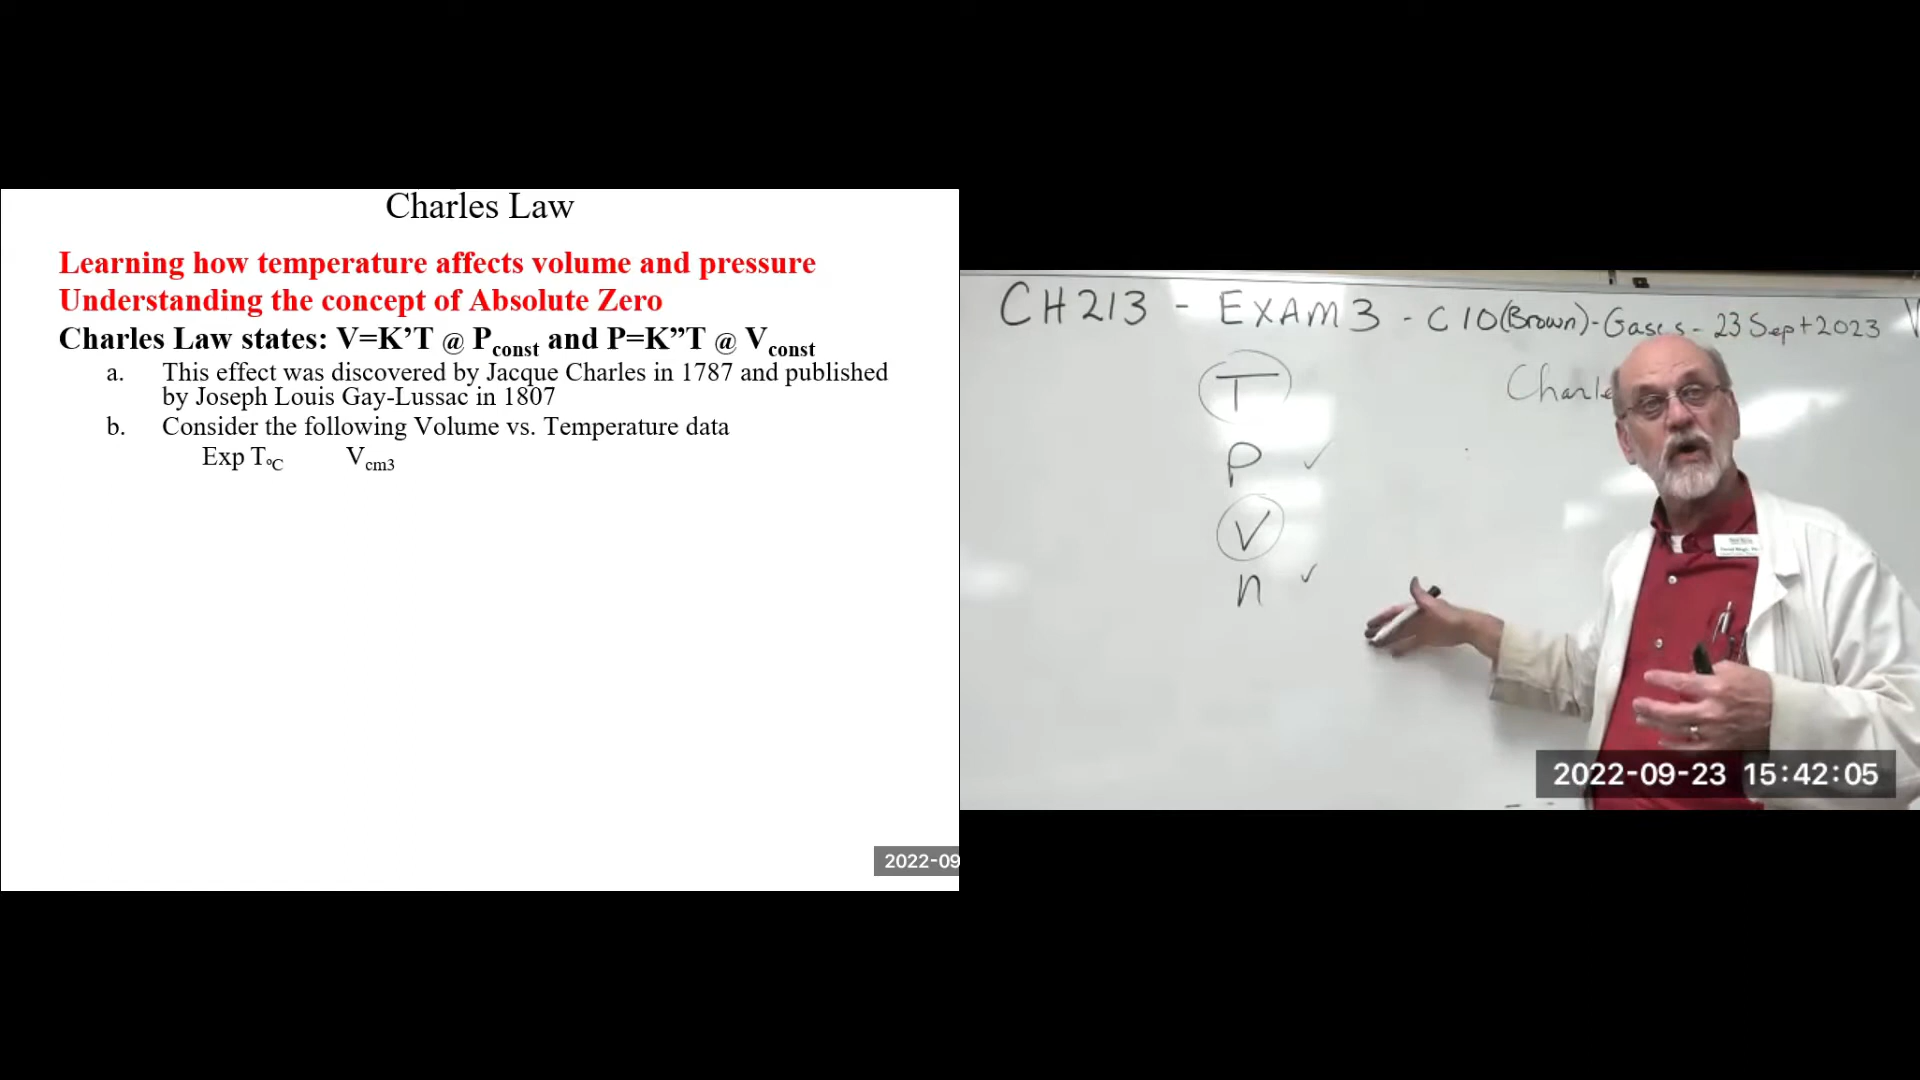 Charles Law
Learning how temperature affects volume and pressure
Understanding the concept of Absolute Zero
Charles Law states: V=K’T @ Pconst and P=K”T @ Vconst
a. This effect was discovered by Jacque Charles in 1787 and published
by Joseph Louis Gay-Lussac in 1807
b. Consider the following Volume vs. Temperature data
Exp T°C Vcm3
2022-09
CH213 - EXAM3 - C10(Brown)-Gases - 23 Sept 2023 V
Charle
T
P ✓
V
n ✓
2022-09-23 15:42:05